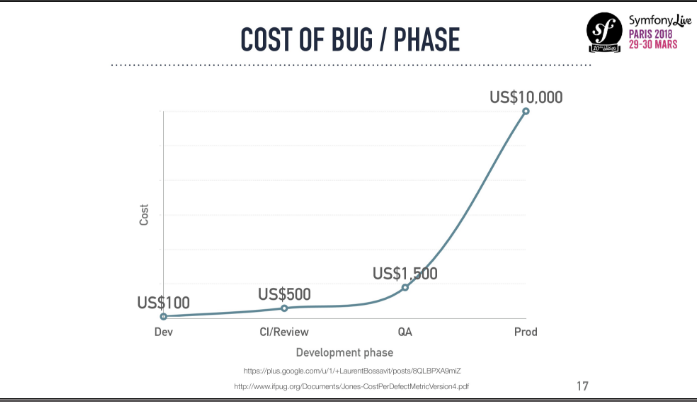 COST OF BUG / PHASE
SymfonyLive
PARIS 2018
29-30 MARS
sf
US$10,000
US$1,500
US$500
US$100
Cost
Dev
CI/Review
QA
Prod
Development phase
https://plus.google.com/u/1/+LaurentBossavit/posts/8QLBPXA9miZ
http://www.ifpug.org/Documents/Jones-CostPerDefectMetricVersion4.pdf
17